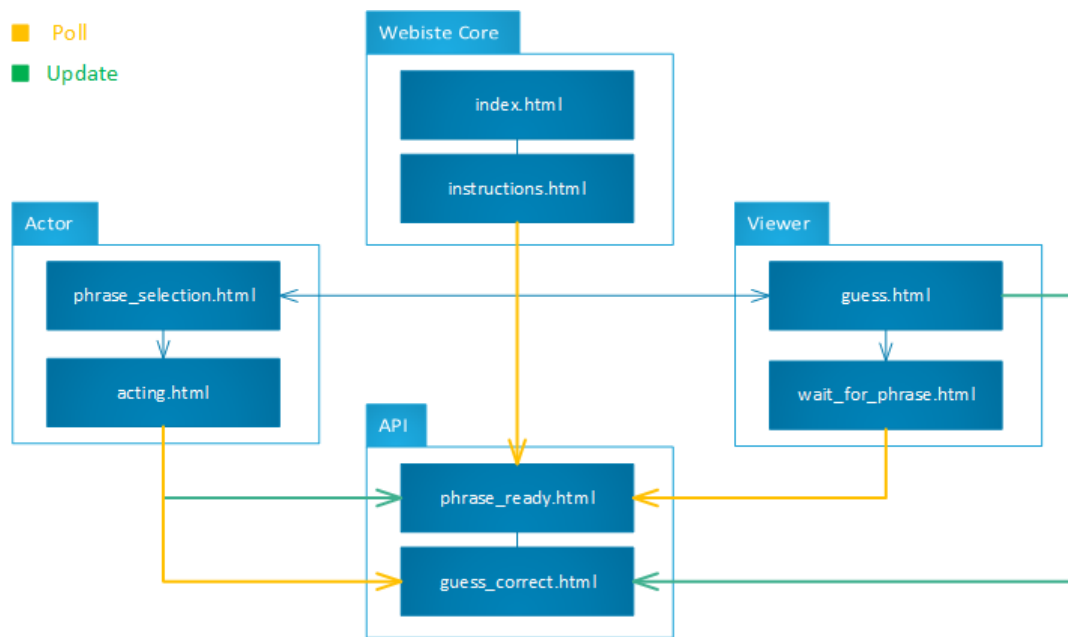 Poll
Update
Webiste Core
index.html
instructions.html
Actor
phrase_selection.html
acting.html
Viewer
guess.html
wait_for_phrase.html
API
phrase_ready.html
guess_correct.html